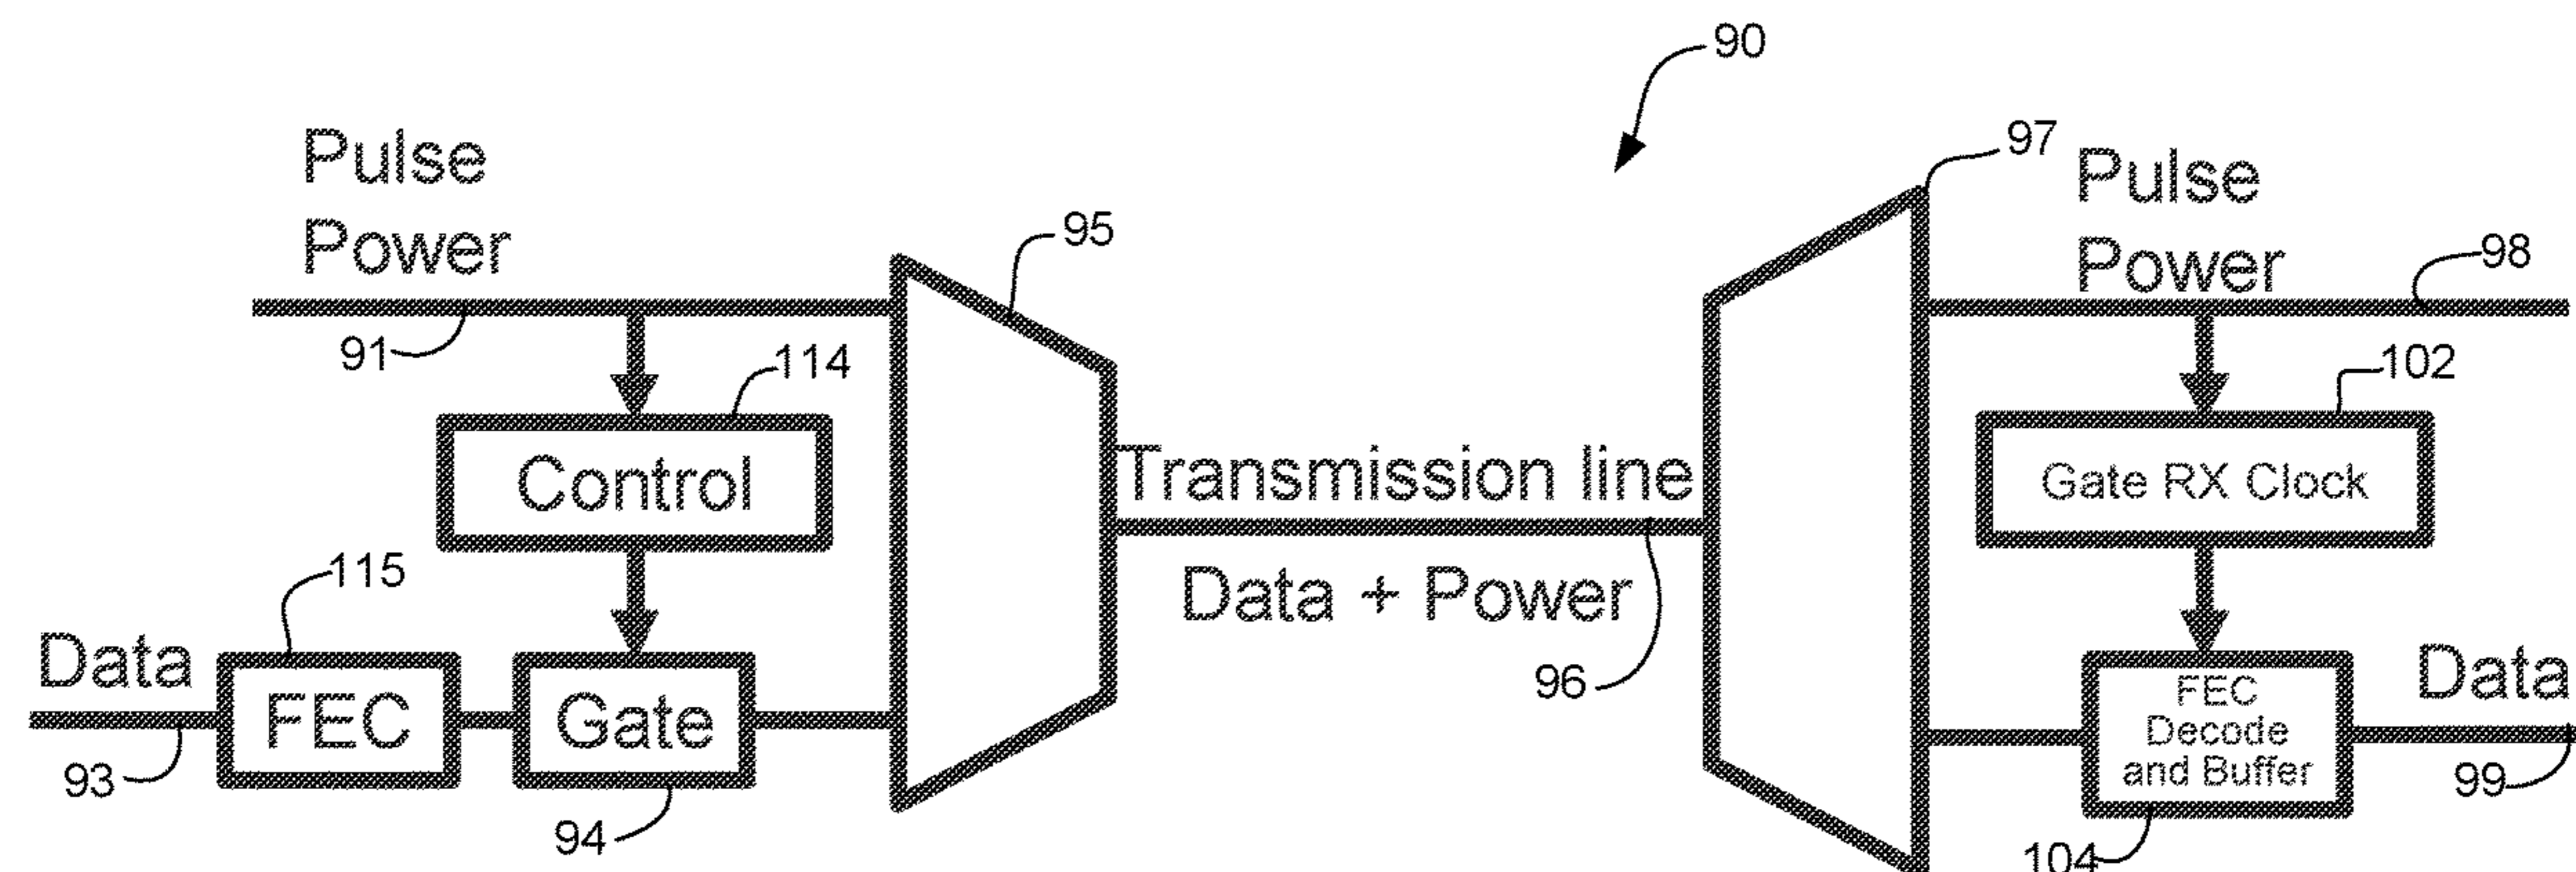 90
Pulse
Power
91
95
97
Pulse
Power
98
Control
114
Transmission line
Data + Power
96
Gate RX Clock
102
Data
93
FEC
115
Gate
94
FEC
Decode
and Buffer
104
Data
99